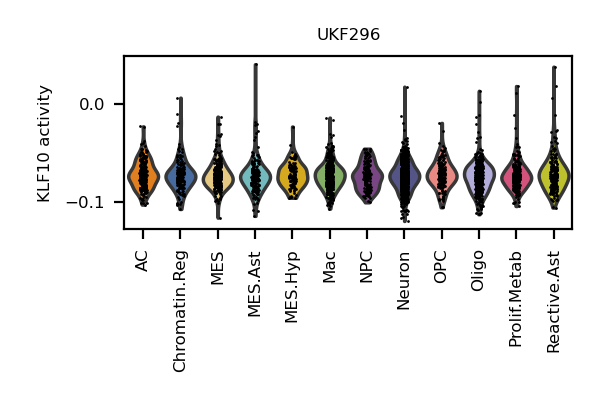 UKF296
KLF10 activity
0.0
−0.1
AC
Chromatin.Reg
MES
MES.Ast
MES.Hyp
Mac
NPC
Neuron
OPC
Oligo
Prolif.Metab
Reactive.Ast